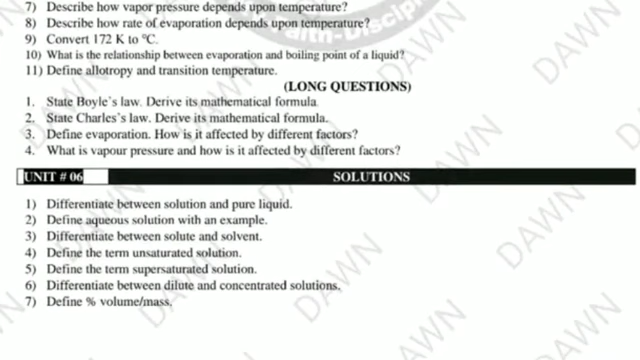 7) Describe how vapor pressure depends upon temperature?
8) Describe how rate of evaporation depends upon temperature?
9) Convert 172 K to °C.
10) What is the relationship between evaporation and boiling point of a liquid?
11) Define allotropy and transition temperature.
(LONG QUESTIONS)
1. State Boyle's law. Derive its mathematical formula.
2. State Charles's law. Derive its mathematical formula.
3. Define evaporation. How is it affected by different factors?
4. What is vapour pressure and how is it affected by different factors?
UNIT # 06 SOLUTIONS
1) Differentiate between solution and pure liquid.
2) Define aqueous solution with an example.
3) Differentiate between solute and solvent.
4) Define the term unsaturated solution.
5) Define the term supersaturated solution.
6) Differentiate between dilute and concentrated solutions.
7) Define % volume/mass.
DAWN
DAWN
DAWN
DAWN
DAWN
DAWN
DAWN
DAWN